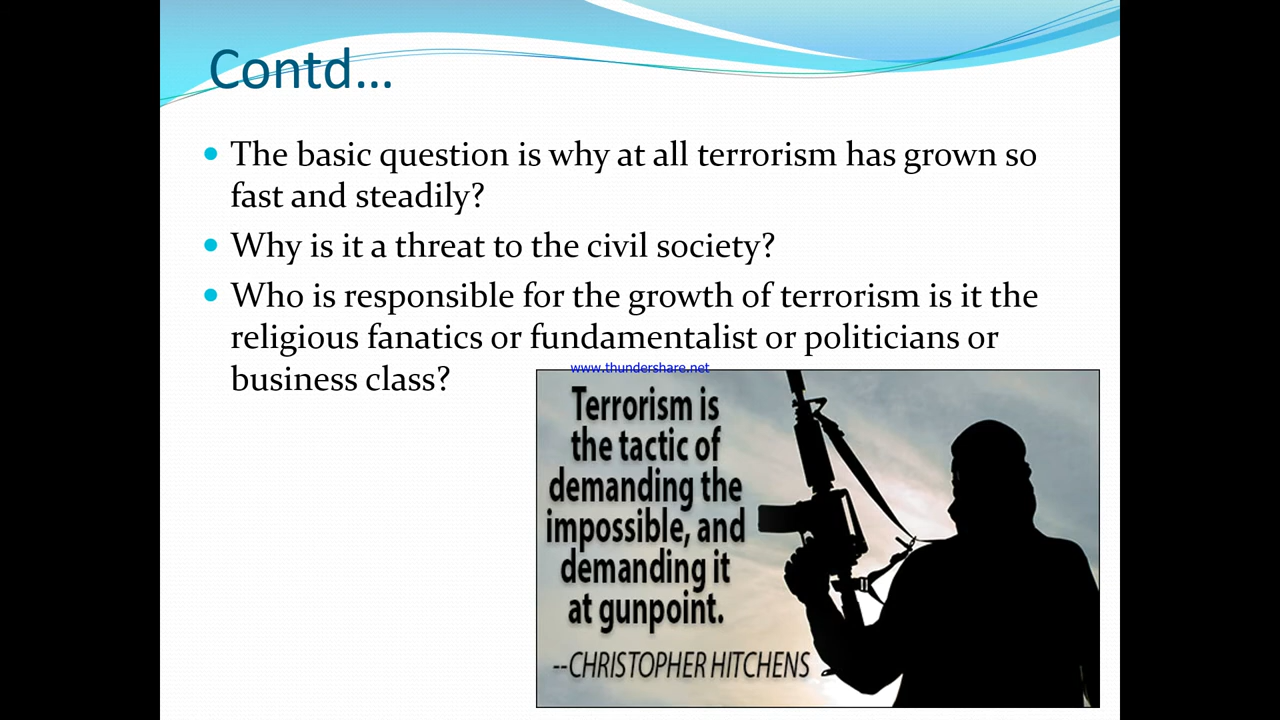 Contd...
The basic question is why at all terrorism has grown so
fast and steadily?
Why is it a threat to the civil society?
Who is responsible for the growth of terrorism is it the
religious fanatics or fundamentalist or politicians or
business class?
www.thundershare.net
Terrorism is
the tactic of
demanding the
impossible, and
demanding it
at gunpoint.
--CHRISTOPHER HITCHENS